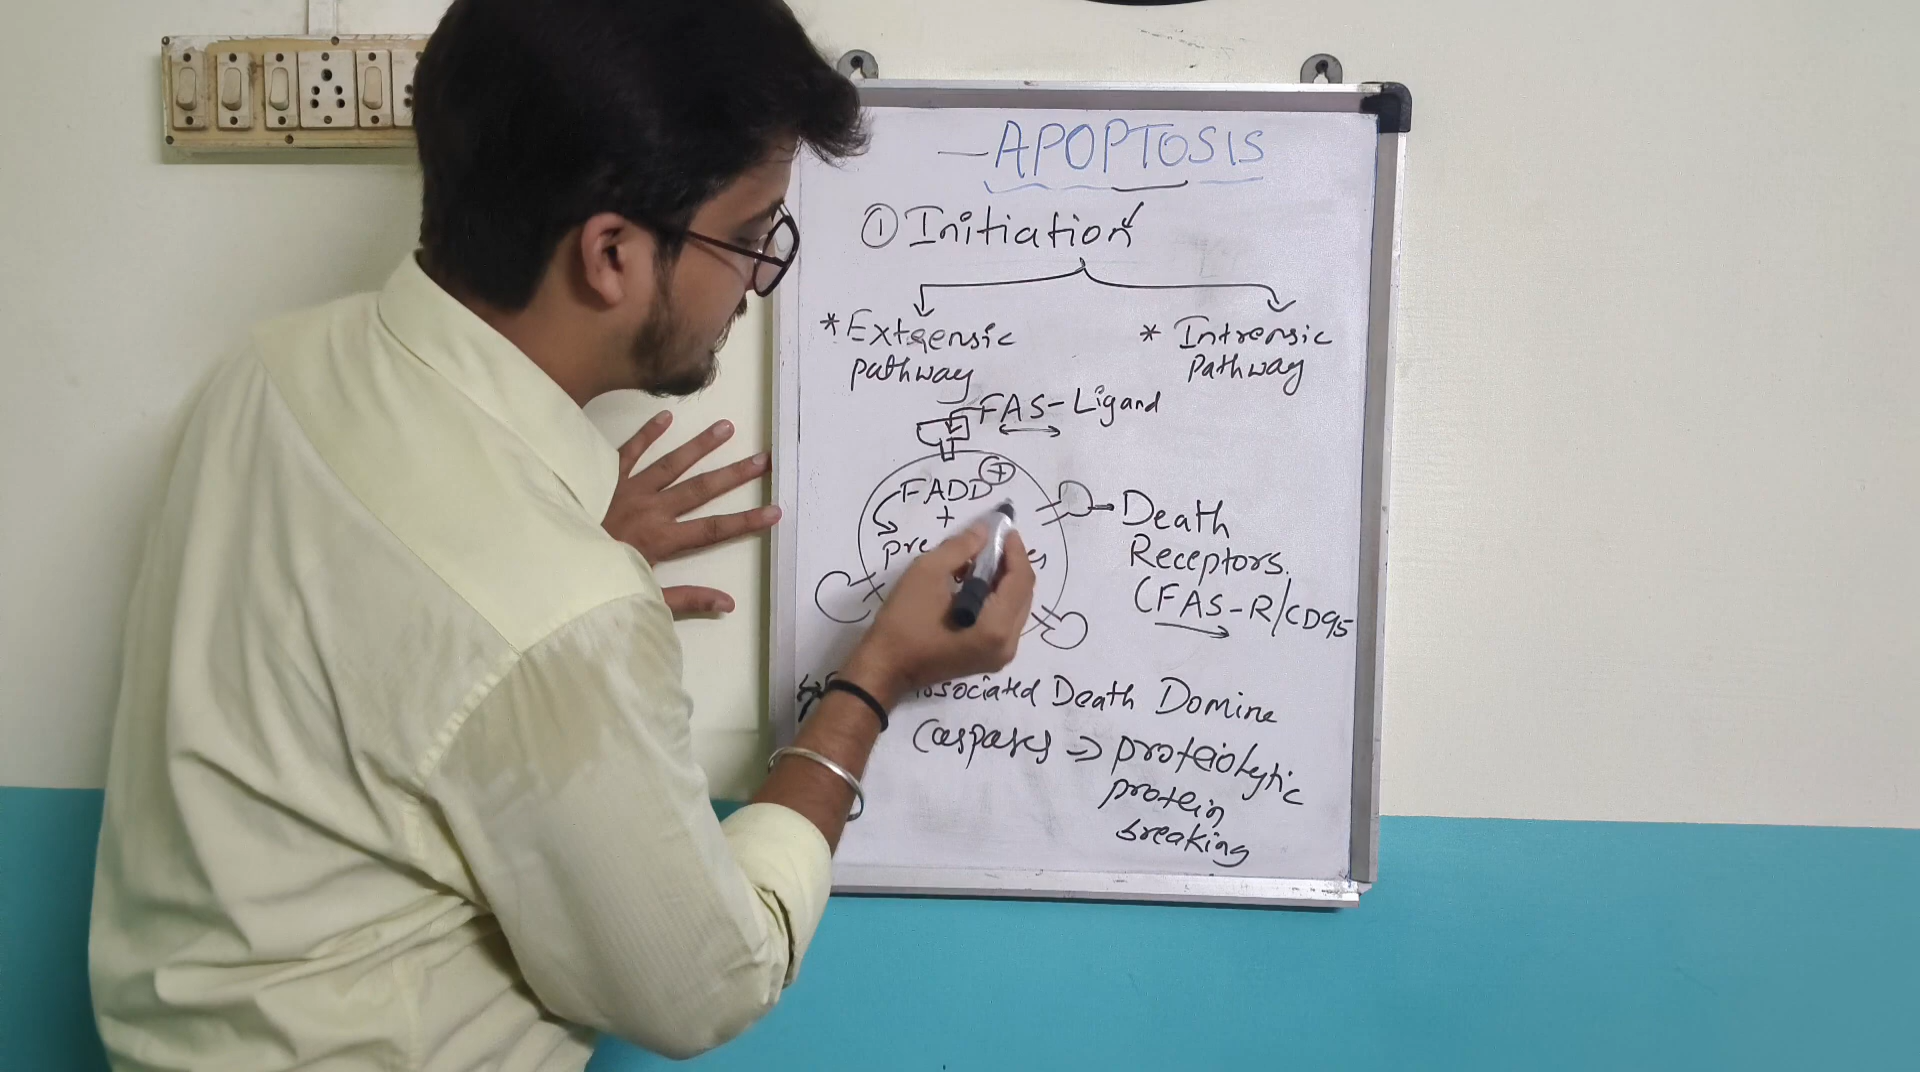 — APOPTOSIS
① Initiation
* Extrensic
pathway
* Intrensic
pathway
FAS-Ligand
FADD +
+
Death
Receptors.
(FAS-R/CD95
Death Domine
Caspases ⇒ proteiolytic
protein
breaking